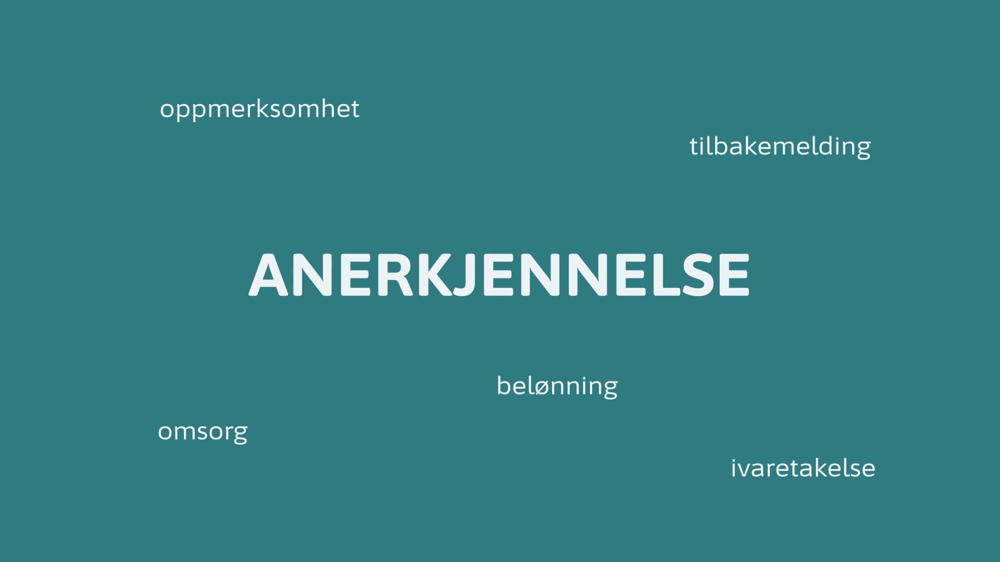 oppmerksomhet
tilbakemelding
ANERKJENNELSE
belønning
omsorg
ivaretakelse